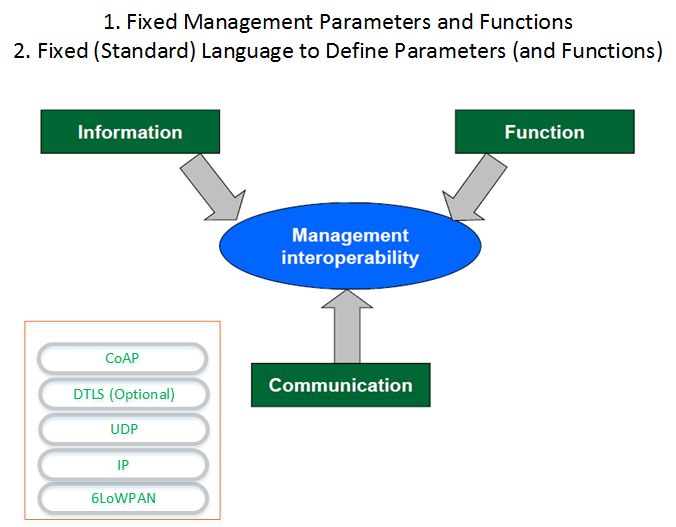 1. Fixed Management Parameters and Functions
2. Fixed (Standard) Language to Define Parameters (and Functions)
Information
Function
Management
interoperability
Communication
CoAP
DTLS (Optional)
UDP
IP
6LoWPAN